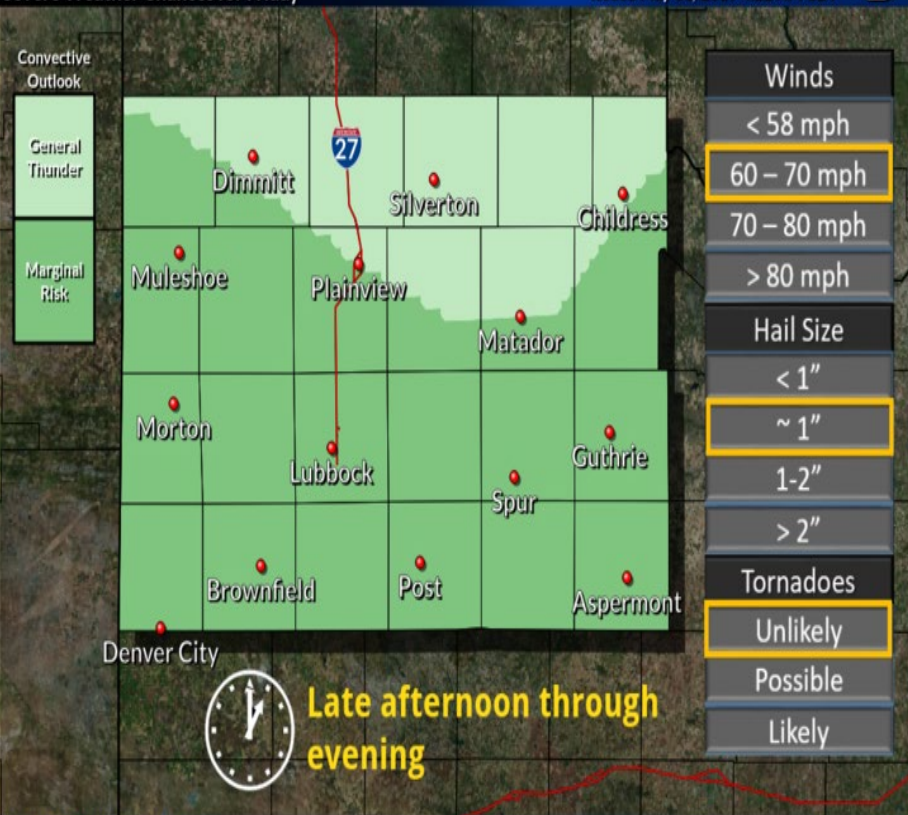 Convective
Outlook
General
Thunder
Marginal
Risk
27
Dimmitt
Silverton
Childress
Muleshoe
Plainview
Matador
Morton
Lubbock
Guthrie
Spur
Brownfield
Post
Aspermont
Denver City
Late afternoon through
evening
Winds
< 58 mph
60 – 70 mph
70 – 80 mph
> 80 mph
Hail Size
< 1”
~ 1”
1-2”
> 2”
Tornadoes
Unlikely
Possible
Likely